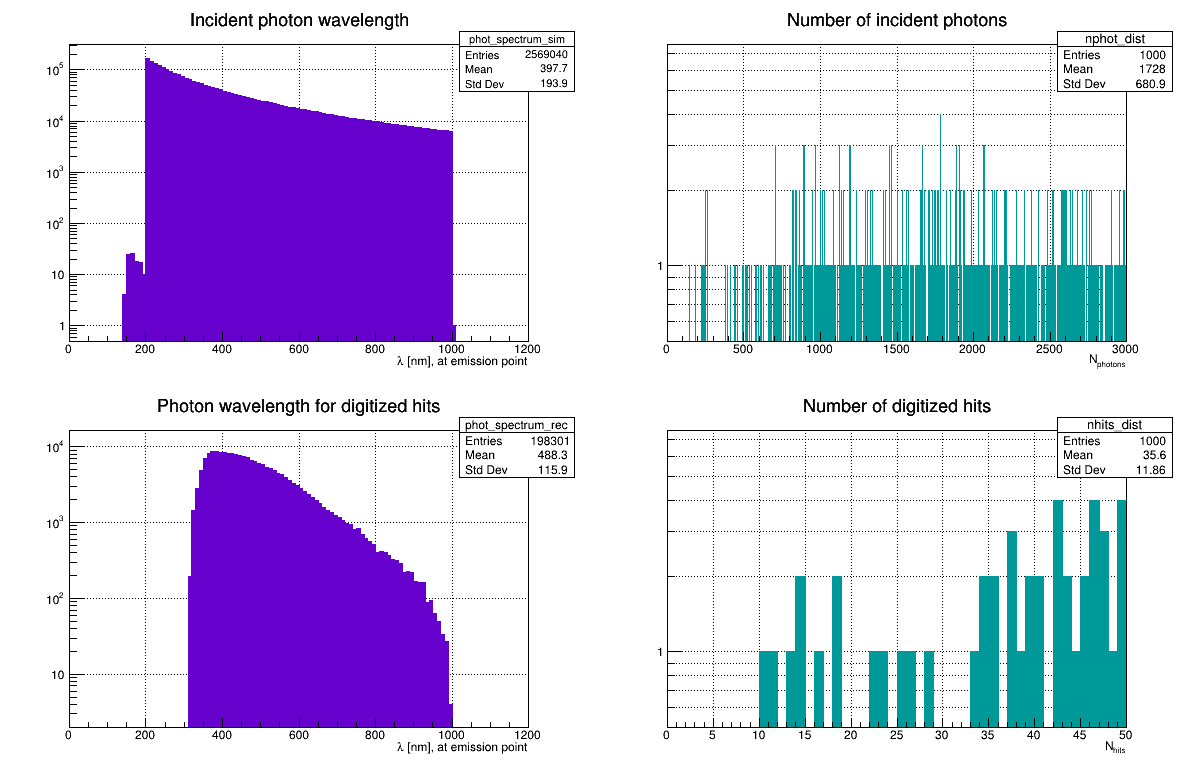 Incident photon wavelength
phot_spectrum_sim
Entries 2569040
Mean 397.7
Std Dev 193.9
10^5
10^4
10^3
10^2
10
1
0 200 400 600 800 1000 1200
λ [nm], at emission point
Number of incident photons
nphot_dist
Entries 1000
Mean 1728
Std Dev 680.9
1
0 500 1000 1500 2000 2500 3000
N_photons
Photon wavelength for digitized hits
phot_spectrum_rec
Entries 198301
Mean 488.3
Std Dev 115.9
10^4
10^3
10^2
10
0 200 400 600 800 1000 1200
λ [nm], at emission point
Number of digitized hits
nhits_dist
Entries 1000
Mean 35.6
Std Dev 11.86
1
0 5 10 15 20 25 30 35 40 45 50
N_hits